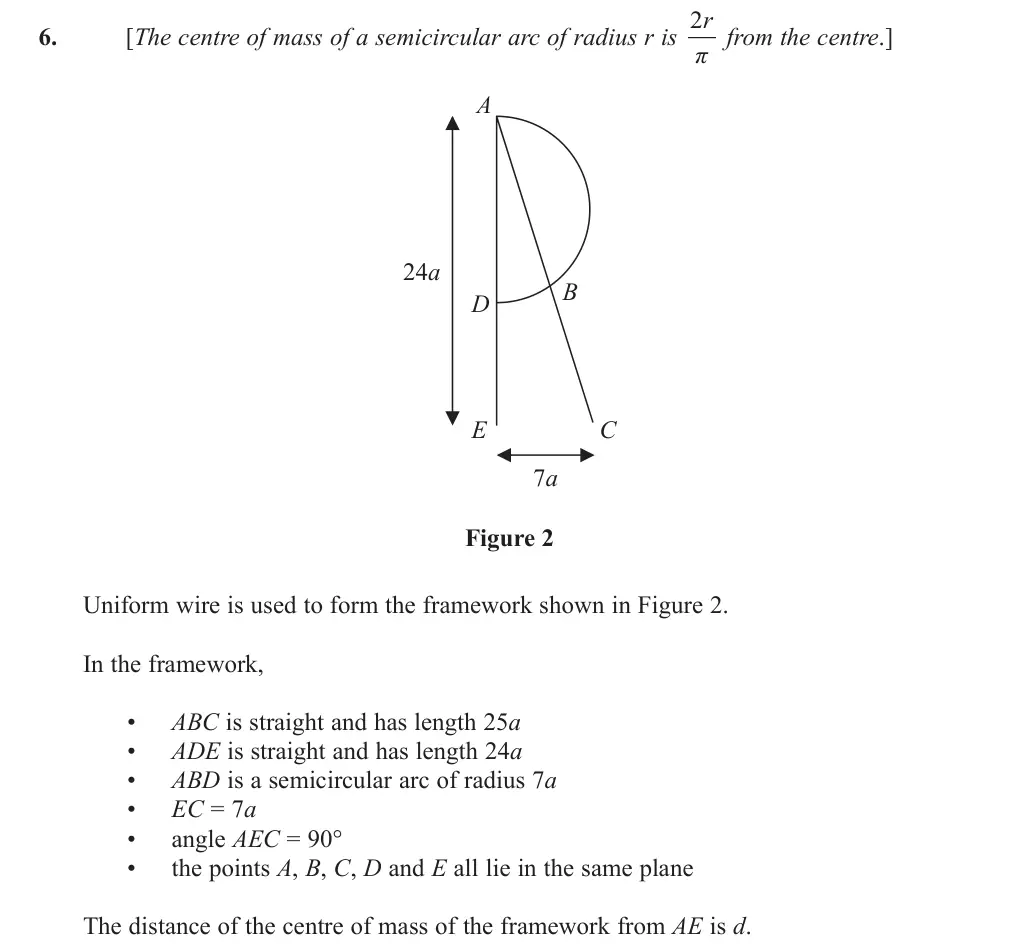 6. [The centre of mass of a semicircular arc of radius r is 2r/π from the centre.]
A
24a
D
B
E
C
7a
Figure 2
Uniform wire is used to form the framework shown in Figure 2.
In the framework,
• ABC is straight and has length 25a
• ADE is straight and has length 24a
• ABD is a semicircular arc of radius 7a
• EC = 7a
• angle AEC = 90°
• the points A, B, C, D and E all lie in the same plane
The distance of the centre of mass of the framework from AE is d.